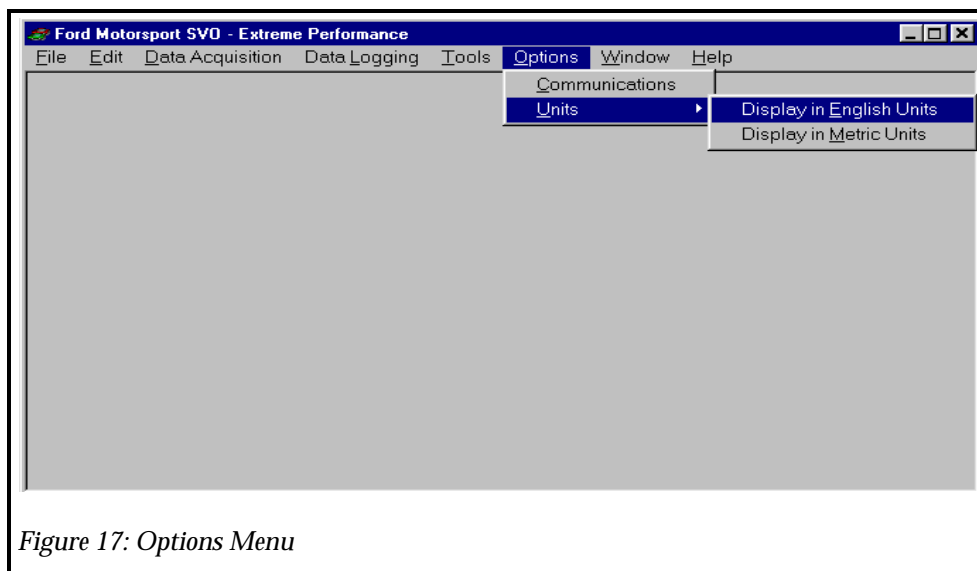 Ford Motorsport SVO - Extreme Performance
File Edit Data Acquisition Data Logging Tools Options Window Help
Communications
Units
Display in English Units
Display in Metric Units
Figure 17: Options Menu